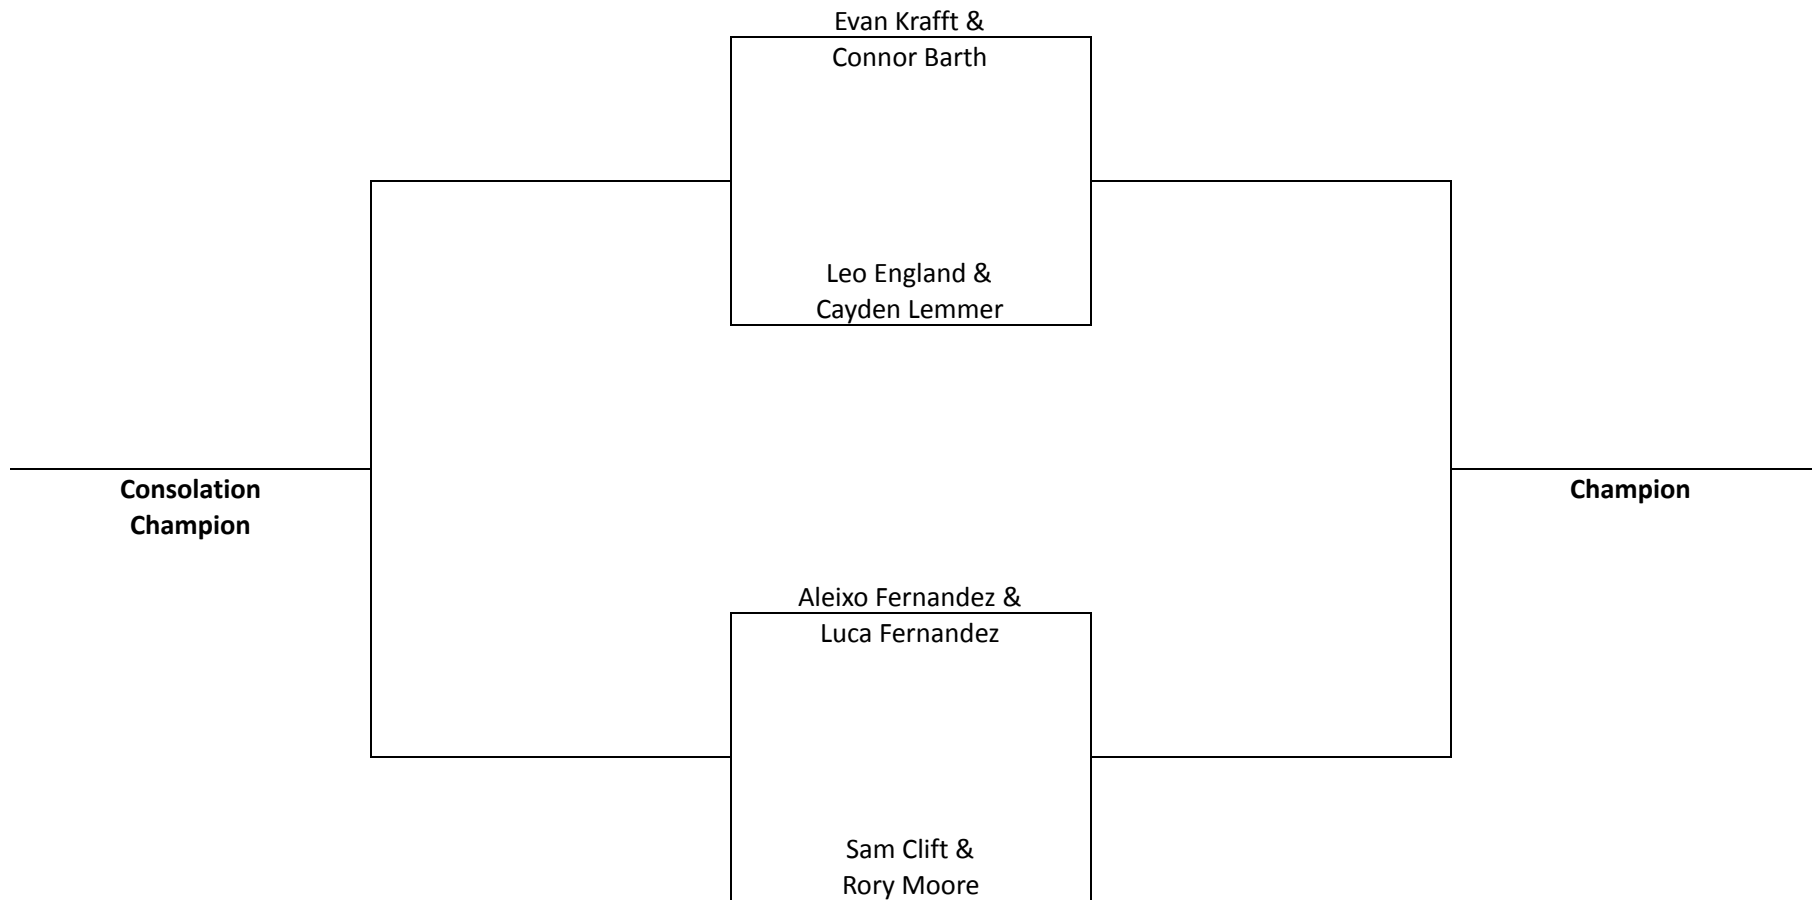 Evan Krafft &
Connor Barth
Leo England &
Cayden Lemmer
Consolation
Champion
Champion
Aleixo Fernandez &
Luca Fernandez
Sam Clift &
Rory Moore